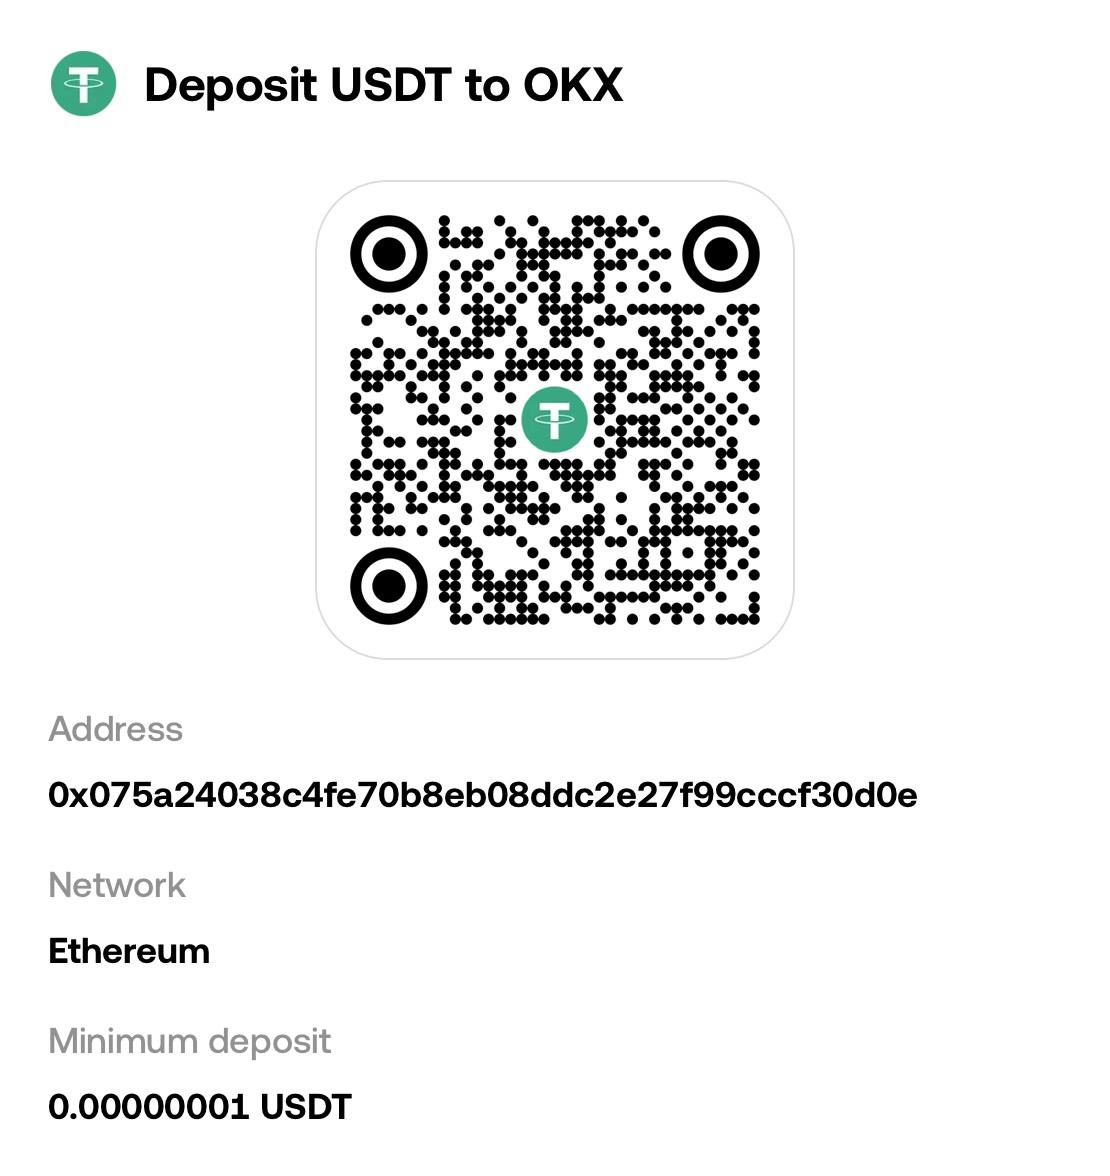 Deposit USDT to OKX
Address
0x075a24038c4fe70b8eb08ddc2e27f99cccf30d0e
Network
Ethereum
Minimum deposit
0.00000001 USDT